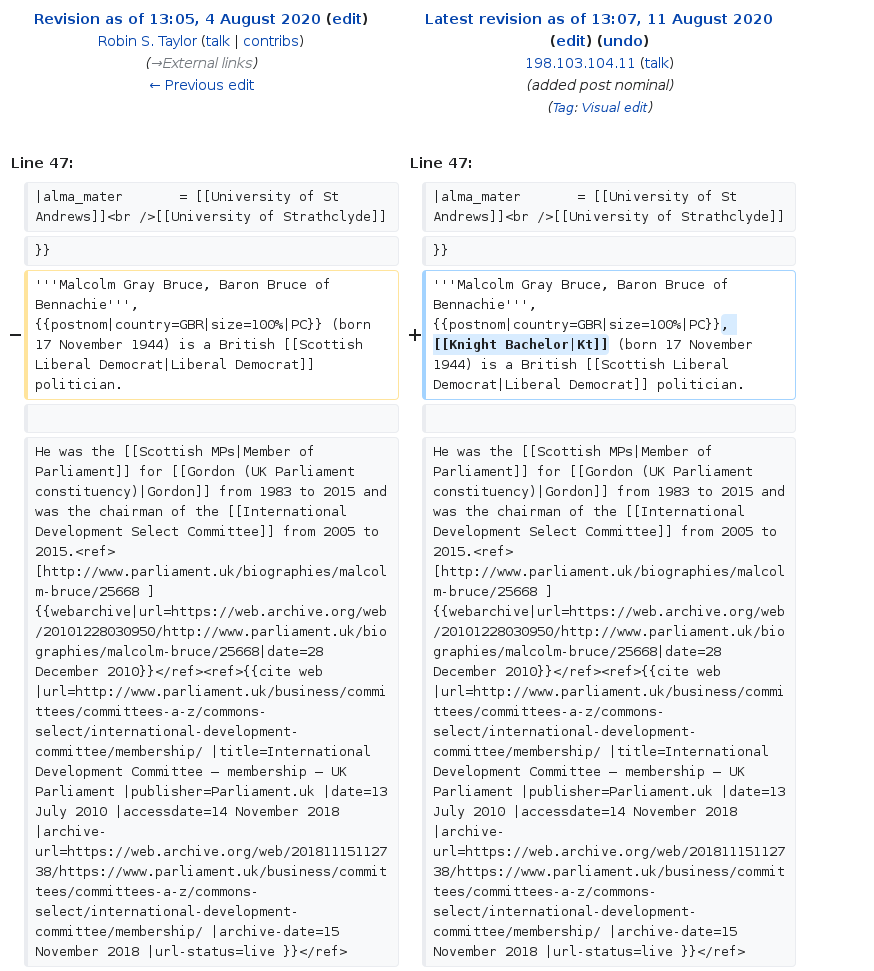 Revision as of 13:05, 4 August 2020 (edit)
Robin S. Taylor (talk | contribs)
(→External links)
← Previous edit
Latest revision as of 13:07, 11 August 2020
(edit) (undo)
198.103.104.11 (talk)
(added post nominal)
(Tag: Visual edit)
Line 47:
|alma_mater       = [[University of St
Andrews]]<br />[[University of Strathclyde]]
}}
− '''Malcolm Gray Bruce, Baron Bruce of
Bennachie''',
{{postnom|country=GBR|size=100%|PC}} (born
17 November 1944) is a British [[Scottish
Liberal Democrat|Liberal Democrat]]
politician.
He was the [[Scottish MPs|Member of
Parliament]] for [[Gordon (UK Parliament
constituency)|Gordon]] from 1983 to 2015 and
was the chairman of the [[International
Development Select Committee]] from 2005 to
2015.<ref>
[http://www.parliament.uk/biographies/malcol
m-bruce/25668 ]
{{webarchive|url=https://web.archive.org/web
/20101228030950/http://www.parliament.uk/bio
graphies/malcolm-bruce/25668|date=28
December 2010}}</ref><ref>{{cite web
|url=http://www.parliament.uk/business/commi
ttees/committees-a-z/commons-
select/international-development-
committee/membership/ |title=International
Development Committee – membership – UK
Parliament |publisher=Parliament.uk |date=13
July 2010 |accessdate=14 November 2018
|archive-
url=https://web.archive.org/web/201811151127
38/https://www.parliament.uk/business/commit
tees/committees-a-z/commons-
select/international-development-
committee/membership/ |archive-date=15
November 2018 |url-status=live }}</ref>
Line 47:
|alma_mater       = [[University of St
Andrews]]<br />[[University of Strathclyde]]
}}
+ '''Malcolm Gray Bruce, Baron Bruce of
Bennachie''',
{{postnom|country=GBR|size=100%|PC}},
[[Knight Bachelor|Kt]] (born 17 November
1944) is a British [[Scottish Liberal
Democrat|Liberal Democrat]] politician.
He was the [[Scottish MPs|Member of
Parliament]] for [[Gordon (UK Parliament
constituency)|Gordon]] from 1983 to 2015 and
was the chairman of the [[International
Development Select Committee]] from 2005 to
2015.<ref>
[http://www.parliament.uk/biographies/malcol
m-bruce/25668 ]
{{webarchive|url=https://web.archive.org/web
/20101228030950/http://www.parliament.uk/bio
graphies/malcolm-bruce/25668|date=28
December 2010}}</ref><ref>{{cite web
|url=http://www.parliament.uk/business/commi
ttees/committees-a-z/commons-
select/international-development-
committee/membership/ |title=International
Development Committee – membership – UK
Parliament |publisher=Parliament.uk |date=13
July 2010 |accessdate=14 November 2018
|archive-
url=https://web.archive.org/web/201811151127
38/https://www.parliament.uk/business/commit
tees/committees-a-z/commons-
select/international-development-
committee/membership/ |archive-date=15
November 2018 |url-status=live }}</ref>